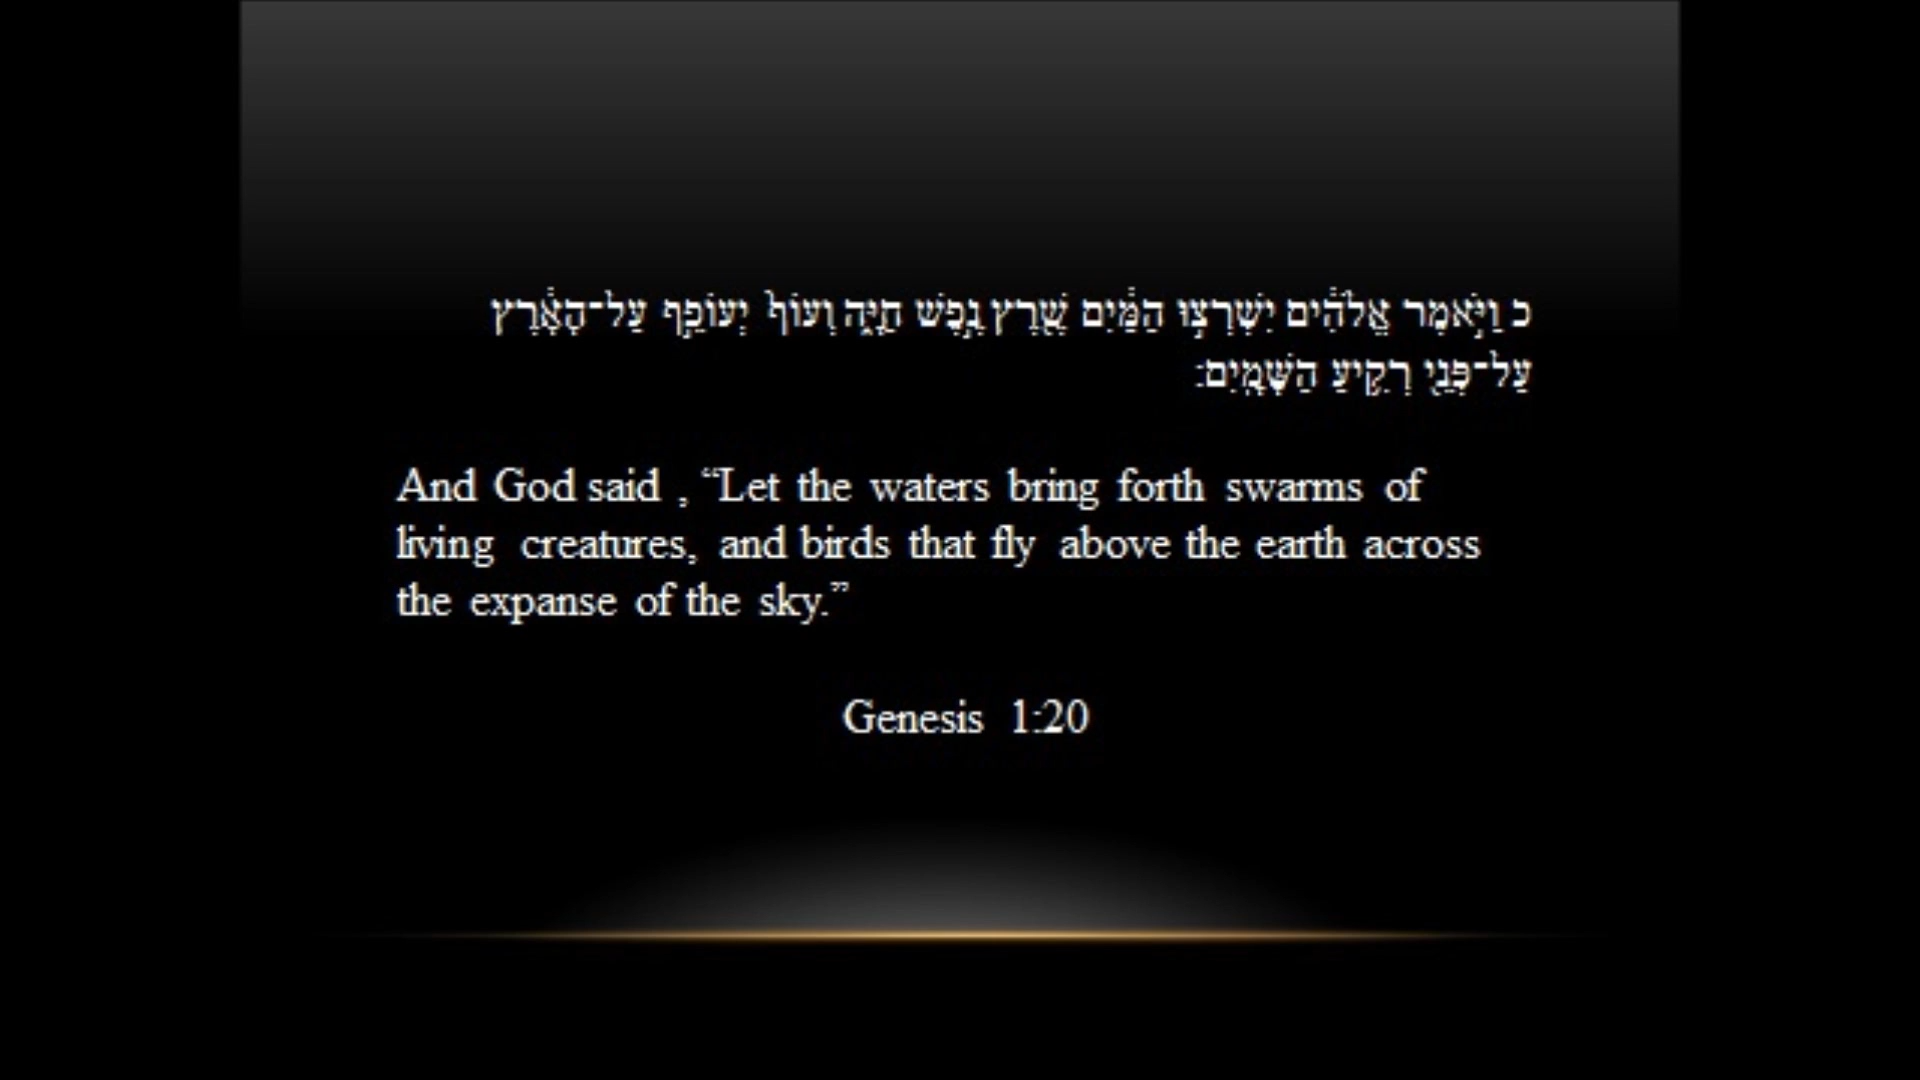 כ וַיֹּ֣אמֶר אֱלֹהִ֔ים יִשְׁרְצ֣וּ הַמַּ֔יִם שֶׁ֖רֶץ נֶ֣פֶשׁ חַיָּ֑ה וְעוֹף֙ יְעוֹפֵ֣ף עַל־הָאָ֔רֶץ
עַל־פְּנֵ֖י רְקִ֥יעַ הַשָּׁמָֽיִם׃
And God said , “Let the waters bring forth swarms of
living creatures, and birds that fly above the earth across
the expanse of the sky.”
Genesis 1:20